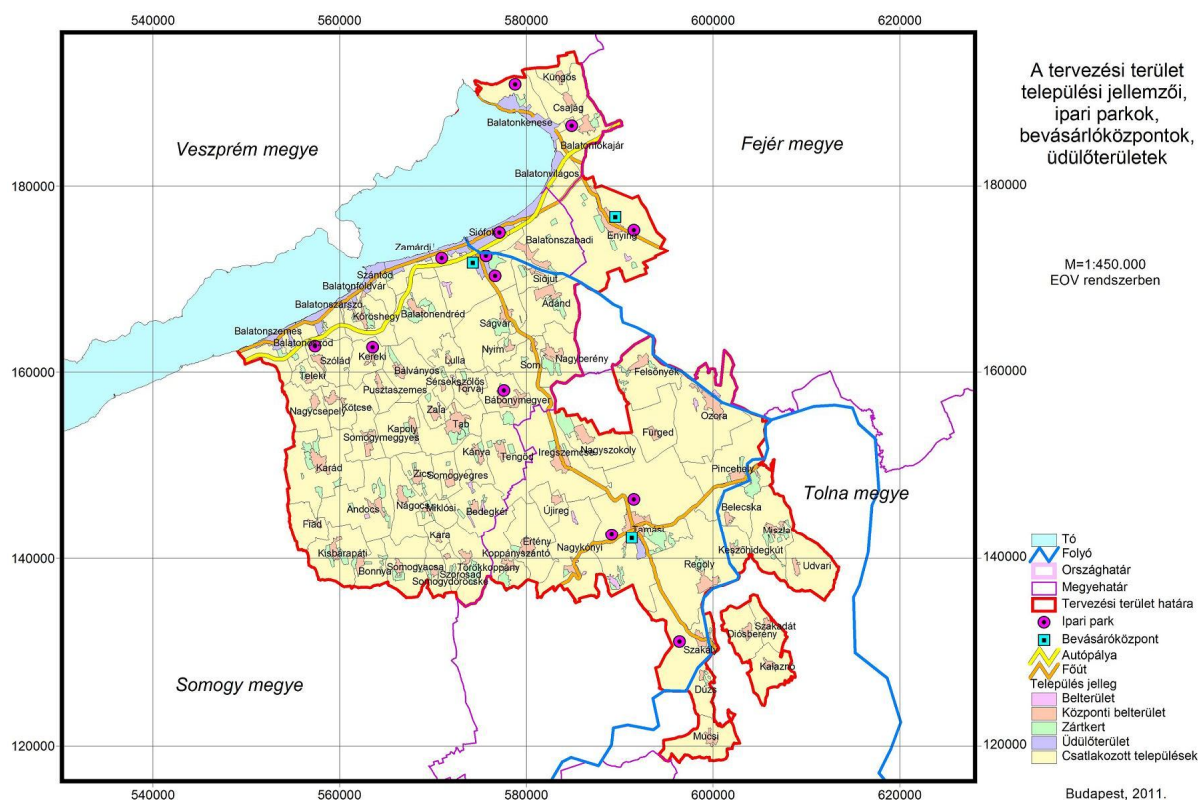 540000
560000
580000
600000
620000
A tervezési terület
települési jellemzői,
ipari parkok,
bevásárlóközpontok,
üdülőterületek
M=1:450.000
EOV rendszerben
Veszprém megye
Fejér megye
180000
180000
Küngös
Csajág
Balatonkenese
Balatonfőkajár
Balatonvilágos
Enying
Balatonszabadi
Siófok
Zamárdi
Szántód
Siójut
Balatonföldvár
Ádánd
Balatonszárszó
Kőröshegy
Balatonendréd
Ságvár
Balatonszemes
Nyim
Som
Nagyberény
Szólád
Kereki
Lulla
160000
160000
Teleki
Bálványos
Felsőnyék
Sérsekszőlős
Torvaj
Pusztaszemes
Bábonymegyer
Nagycsepely
Kötcse
Zala
Ozora
Tab
Kapoly
Somogymeggyes
Fürged
Nagyszokoly
Kánya
Tengőd
Iregszemcse
Karád
Pincehely
Zics
Somogyegres
Tolna megye
Andocs
Nágocs
Miklósi
Bedegkér
Újireg
Belecska
Fiad
Kara
Tamási
Miszla
Értény
Nagykónyi
Kisbárapáti
Koppányszántó
Keszőhidegkút
140000
140000
Bonnya
Somogyacsa
Szorosad
Törökkoppány
Regöly
Udvari
Somogydöröcske
Szakadát
Diósberény
Szakály
Kalaznó
Somogy megye
Dúzs
Mucsi
120000
120000
Tó
Folyó
Országhatár
Megyehatár
Tervezési terület határa
Ipari park
Bevásáróközpont
Autópálya
Főút
Település jelleg
Belterület
Központi belterület
Zártkert
Üdülőterület
Csatlakozott települések
540000
560000
580000
600000
620000
Budapest, 2011.